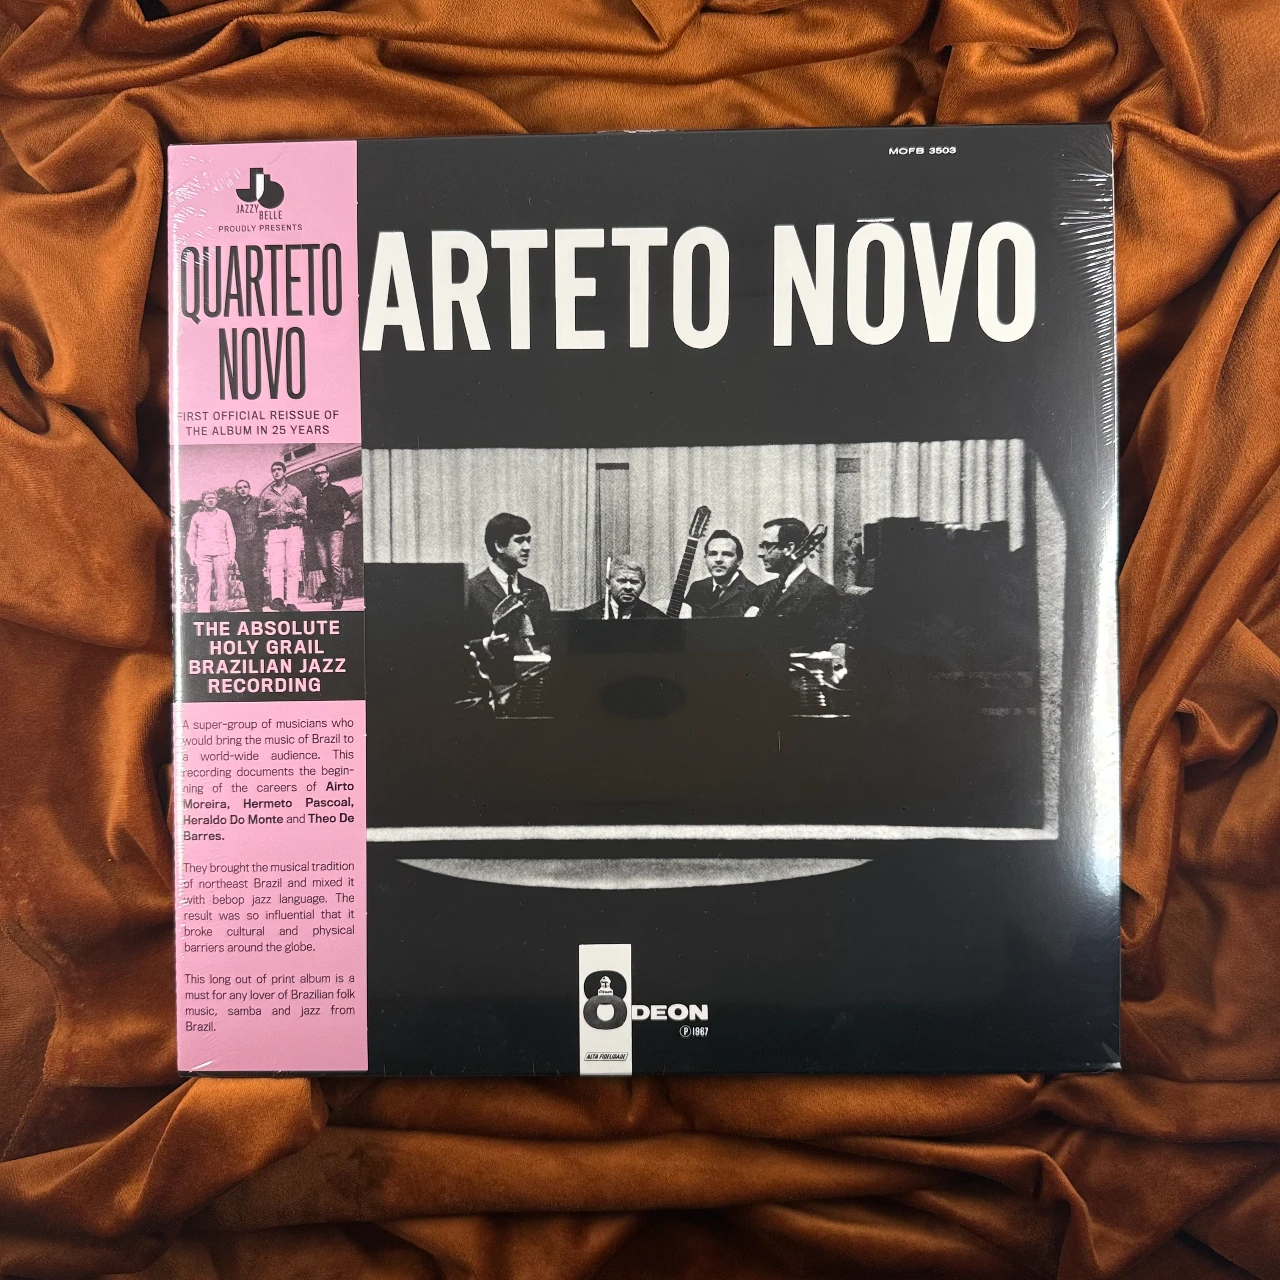 JAZZY
BELLE
PROUDLY PRESENTS
QUARTETO
NOVO
FIRST OFFICIAL REISSUE OF
THE ALBUM IN 25 YEARS
THE ABSOLUTE
HOLY GRAIL
BRAZILIAN JAZZ
RECORDING
A super-group of musicians who
would bring the music of Brazil to
a world-wide audience. This
recording documents the begin-
ning of the careers of Airto
Moreira, Hermeto Pascoal,
Heraldo Do Monte and Theo De
Barres.
They brought the musical tradition
of northeast Brazil and mixed it
with bebop jazz language. The
result was so influential that it
broke cultural and physical
barriers around the globe.
This long out of print album is a
must for any lover of Brazilian folk
music, samba and jazz from
Brazil.
MOFB 3503
ARTETO NŌVO
ODEON
Ⓟ 1967
ALTA FIDELIDADE